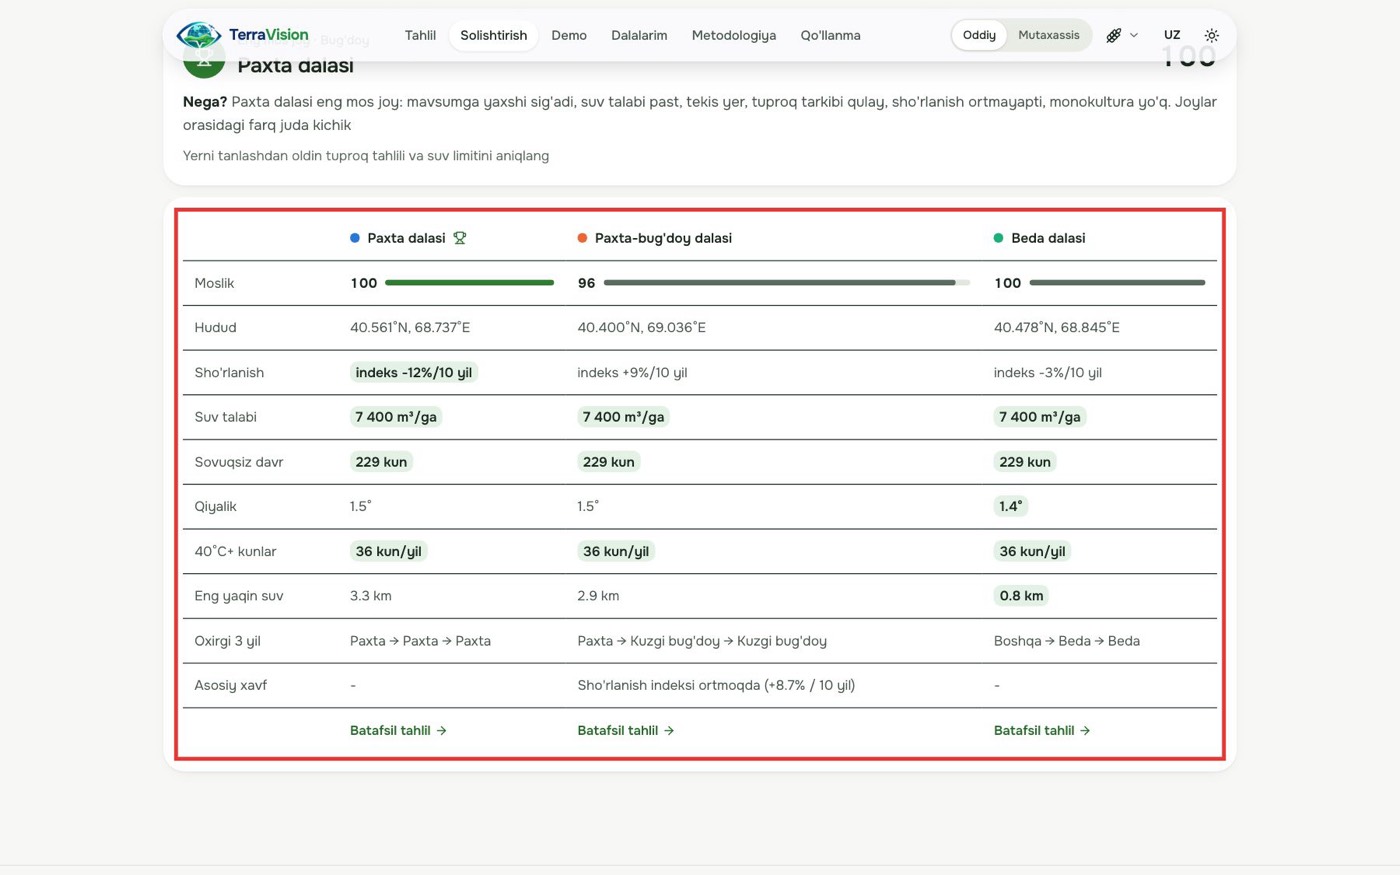 TerraVision
Tahlil
Solishtirish
Demo
Dalalarim
Metodologiya
Qo'llanma
Oddiy
Mutaxassis
UZ
Paxta dalasi
100
Nega? Paxta dalasi eng mos joy: mavsumga yaxshi sig'adi, suv talabi past, tekis yer, tuproq tarkibi qulay, sho'rlanish ortmayapti, monokultura yo'q. Joylar
orasidagi farq juda kichik
Yerni tanlashdan oldin tuproq tahlili va suv limitini aniqlang
Paxta dalasi Paxta-bug'doy dalasi Beda dalasi
Moslik 100 96 100
Hudud 40.561°N, 68.737°E 40.400°N, 69.036°E 40.478°N, 68.845°E
Sho'rlanish indeks -12%/10 yil indeks +9%/10 yil indeks -3%/10 yil
Suv talabi 7 400 m³/ga 7 400 m³/ga 7 400 m³/ga
Sovuqsiz davr 229 kun 229 kun 229 kun
Qiyalik 1.5° 1.5° 1.4°
40°C+ kunlar 36 kun/yil 36 kun/yil 36 kun/yil
Eng yaqin suv 3.3 km 2.9 km 0.8 km
Oxirgi 3 yil Paxta → Paxta → Paxta Paxta → Kuzgi bug'doy → Kuzgi bug'doy Boshqa → Beda → Beda
Asosiy xavf - Sho'rlanish indeksi ortmoqda (+8.7% / 10 yil) -
Batafsil tahlil → Batafsil tahlil → Batafsil tahlil →